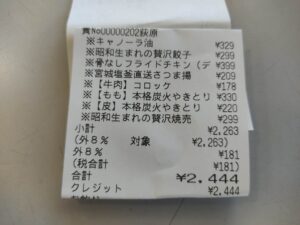 責No00000202萩原
※キャノーラ油 ¥329
※昭和生まれの贅沢餃子 ¥299
※骨なしフライドチキン(デ ¥399
※宮城塩釜直送さつま揚 ¥209
※【牛肉】コロッケ ¥178
※【もも】本格炭火やきとり ¥330
※【皮】本格炭火やきとり ¥220
※昭和生まれの贅沢焼売 ¥299
小計 ¥2,263
(外8% 対象 ¥2,263)
外8% ¥181
(税合計 ¥181)
合計 ¥2,444
クレジット ¥2,444